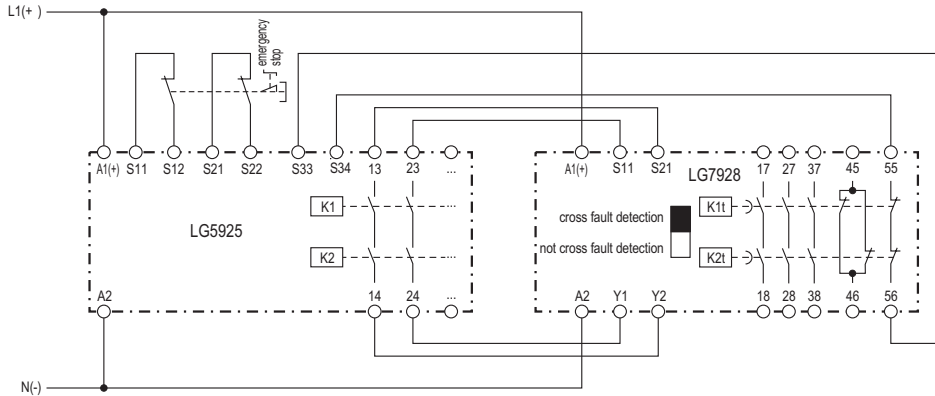 L1(+ )
emergency
stop
A1(+) S11 S12 S21 S22 S33 S34 13 23 ...
A1(+) S11 S21 17 27 37 45 55
LG7928
K1 ...
cross fault detection
K1t
LG5925
not cross fault detection
K2 ...
K2t
A2 14 24 ...
A2 Y1 Y2 18 28 38 46 56
N(-)